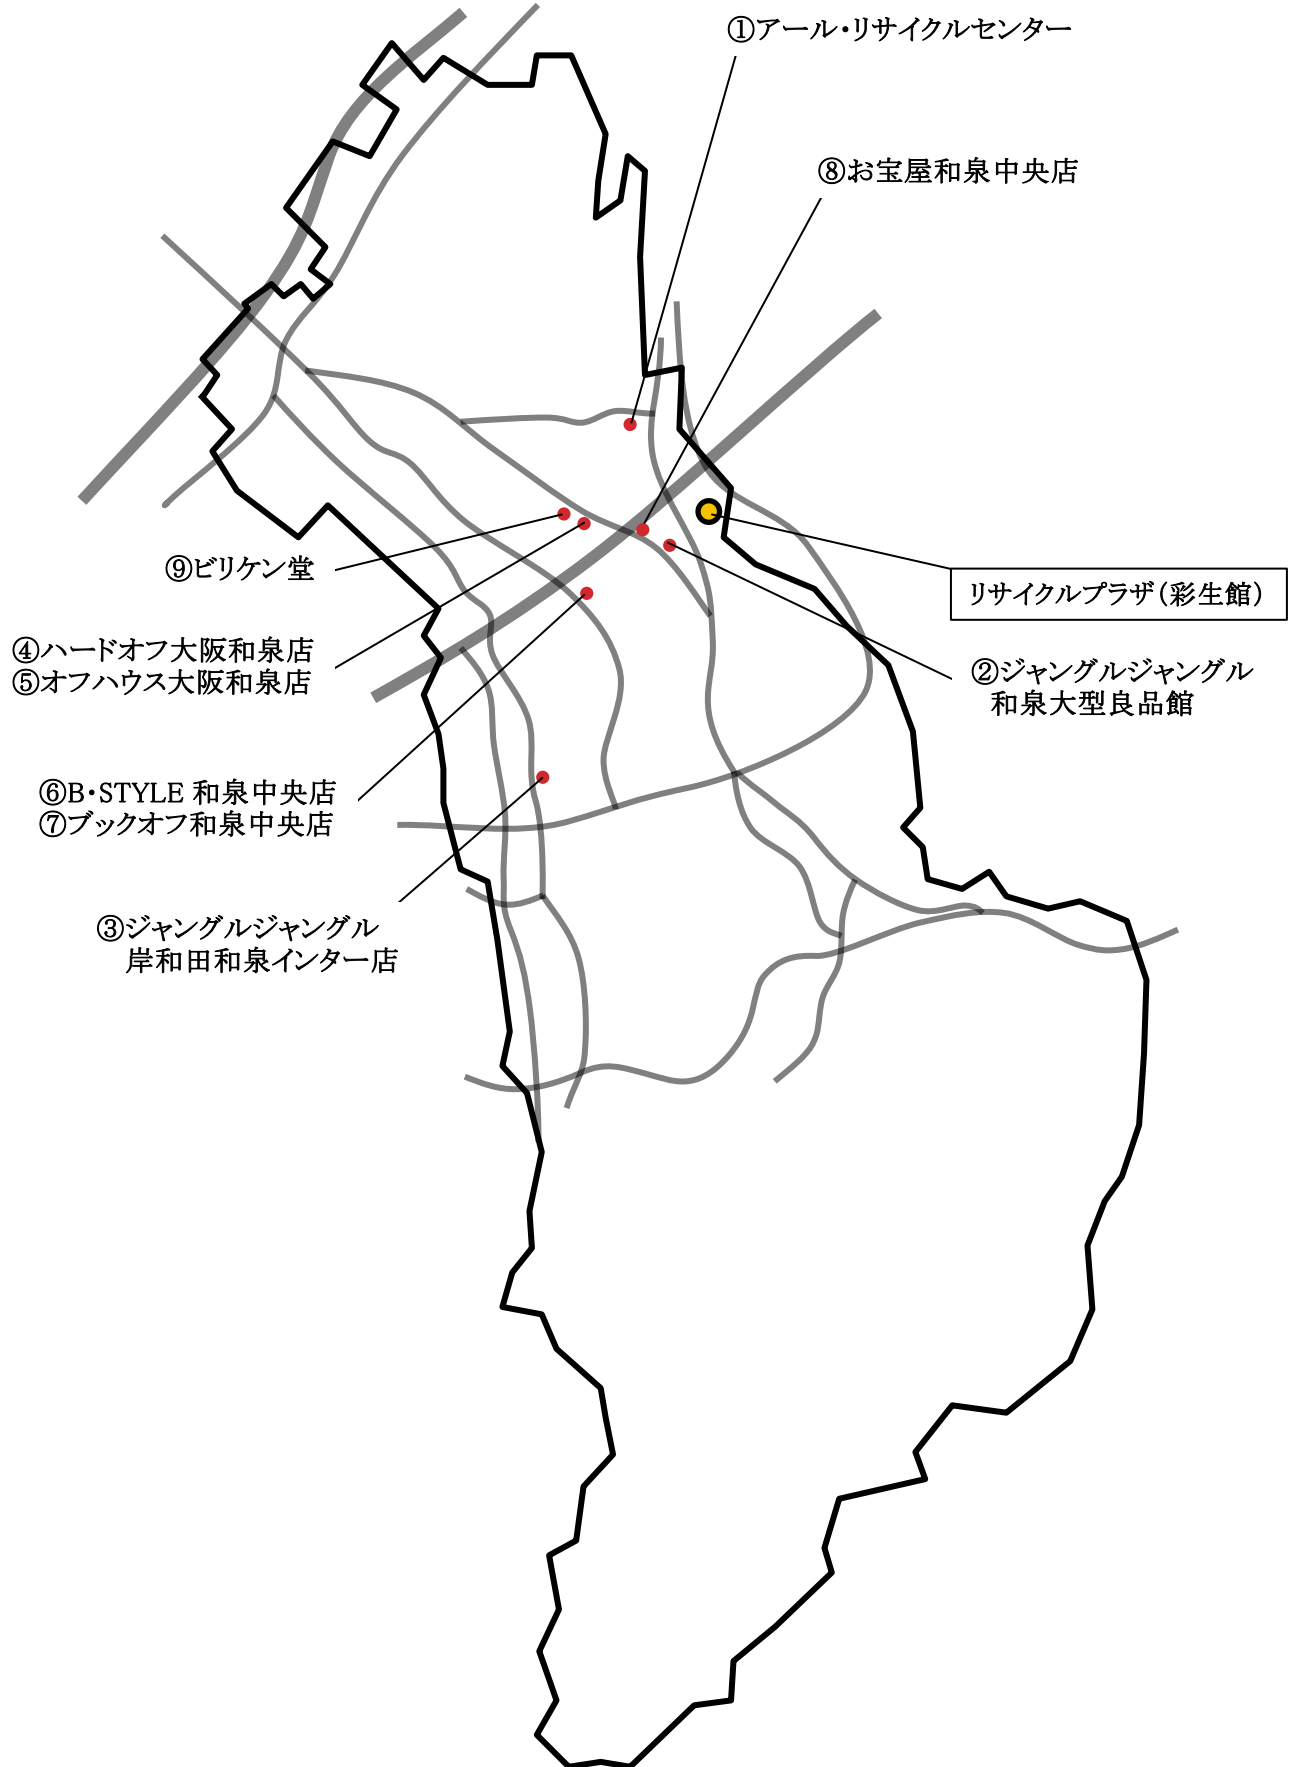 ①アール・リサイクルセンター
⑧お宝屋和泉中央店
⑨ビリケン堂
リサイクルプラザ（彩生館）
④ハードオフ大阪和泉店
⑤オフハウス大阪和泉店
②ジャングルジャングル
和泉大型良品館
⑥B・STYLE 和泉中央店
⑦ブックオフ和泉中央店
③ジャングルジャングル
岸和田和泉インター店